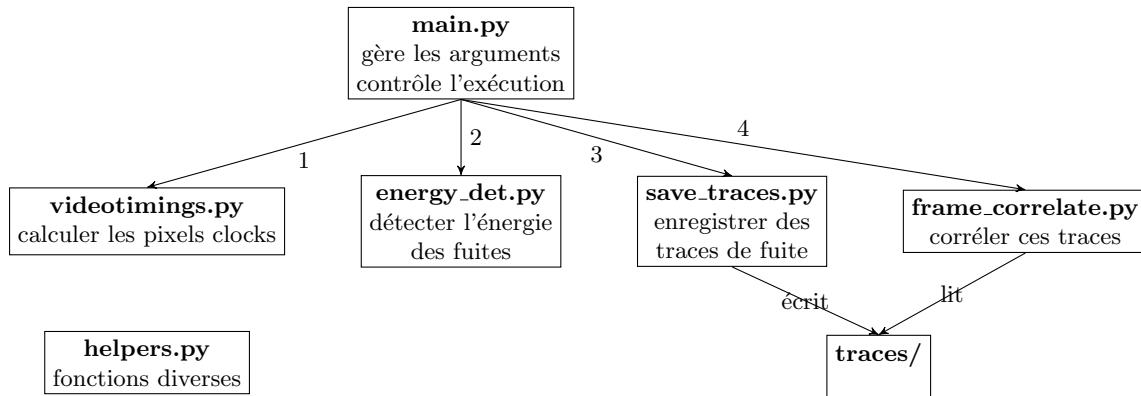 main.py
gère les arguments
contrôle l'exécution
1
2
3
4
videotimings.py
calculer les pixels clocks
energy_det.py
détecter l'énergie
des fuites
save_traces.py
enregistrer des
traces de fuite
frame_correlate.py
corréler ces traces
écrit
lit
helpers.py
fonctions diverses
traces/